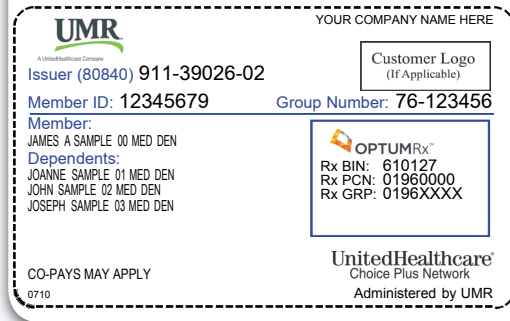 YOUR COMPANY NAME HERE
UMR
A UnitedHealthcare Company
Customer Logo
(If Applicable)
Issuer (80840) 911-39026-02
Member ID: 12345679 Group Number: 76-123456
Member:
JAMES A SAMPLE 00 MED DEN
Dependents:
JOANNE SAMPLE 01 MED DEN
JOHN SAMPLE 02 MED DEN
JOSEPH SAMPLE 03 MED DEN
OPTUMRx™
Rx BIN: 610127
Rx PCN: 01960000
Rx GRP: 0196XXXX
CO-PAYS MAY APPLY
0710
UnitedHealthcare®
Choice Plus Network
Administered by UMR